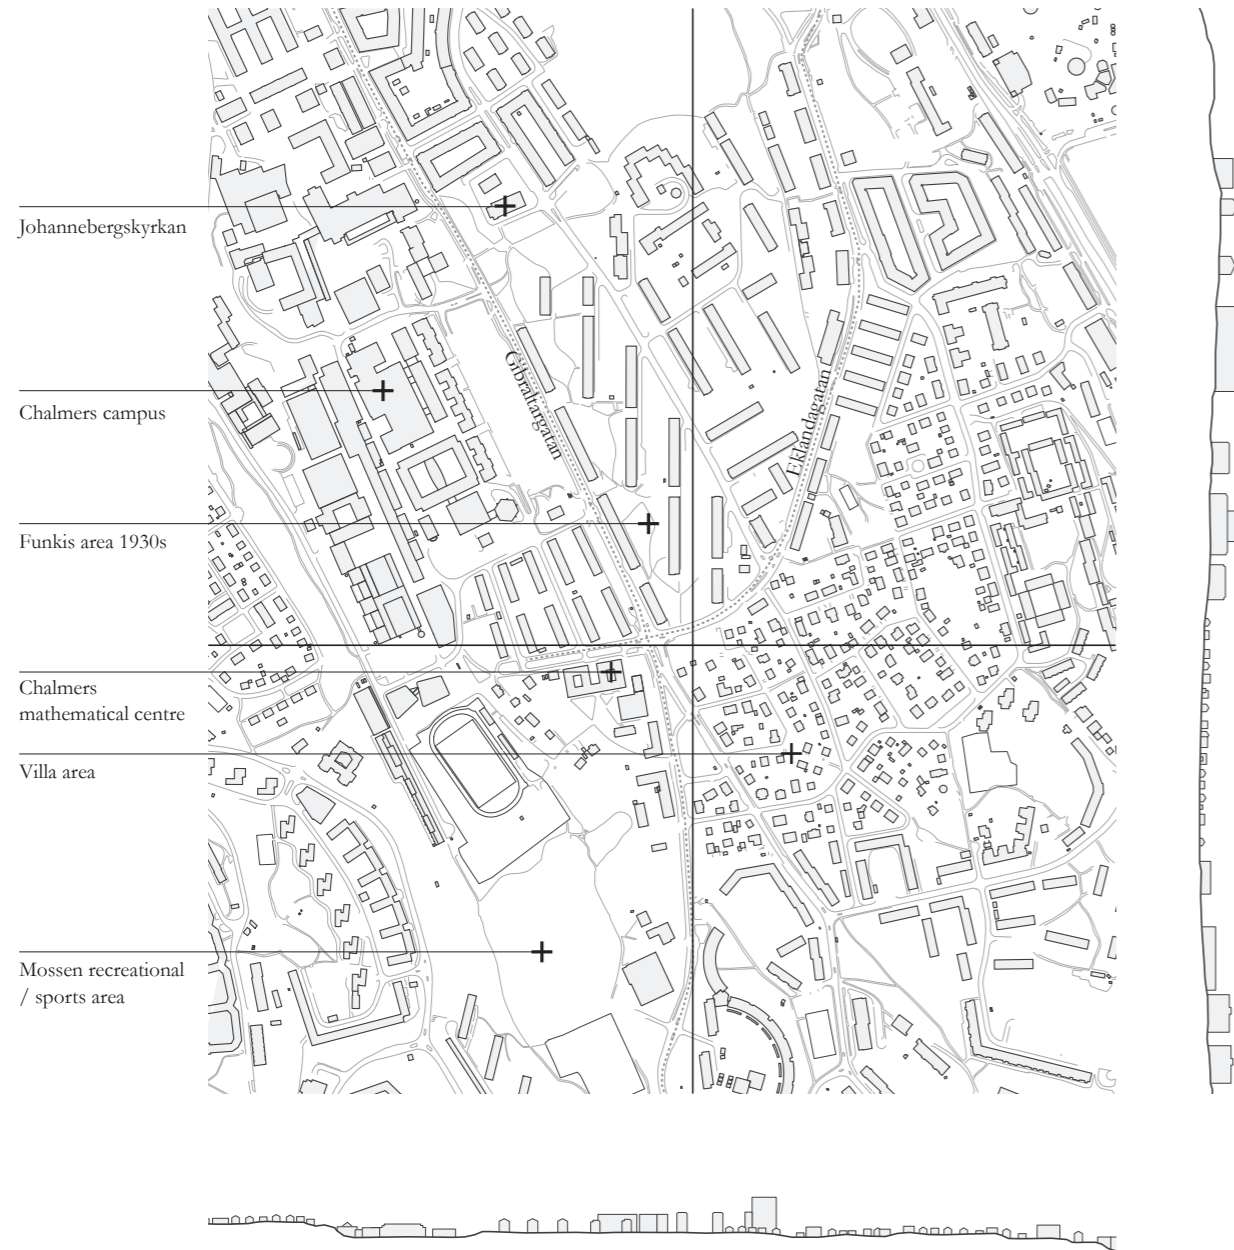 Johannebergskyrkan
Gibraltargatan
Eklandagatan
Chalmers campus
Funkis area 1930s
Chalmers
mathematical centre
Villa area
Mossen recreational
/ sports area